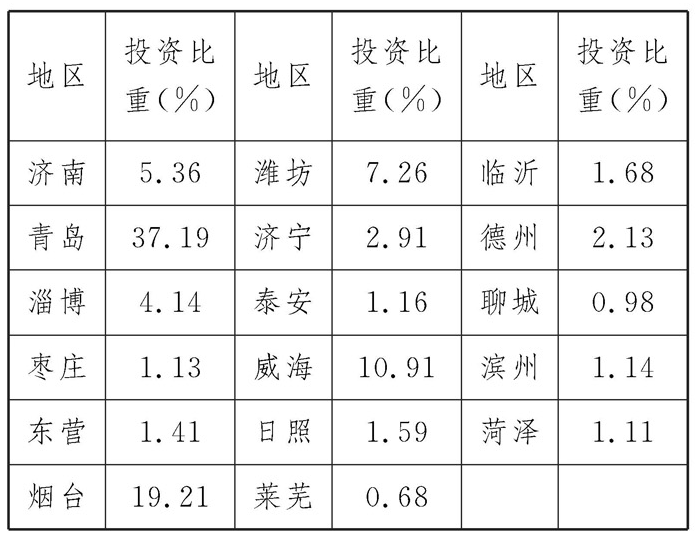 地区 投资比重(%) 地区 投资比重(%) 地区 投资比重(%)
济南 5.36 潍坊 7.26 临沂 1.68
青岛 37.19 济宁 2.91 德州 2.13
淄博 4.14 泰安 1.16 聊城 0.98
枣庄 1.13 威海 10.91 滨州 1.14
东营 1.41 日照 1.59 菏泽 1.11
烟台 19.21 莱芜 0.68